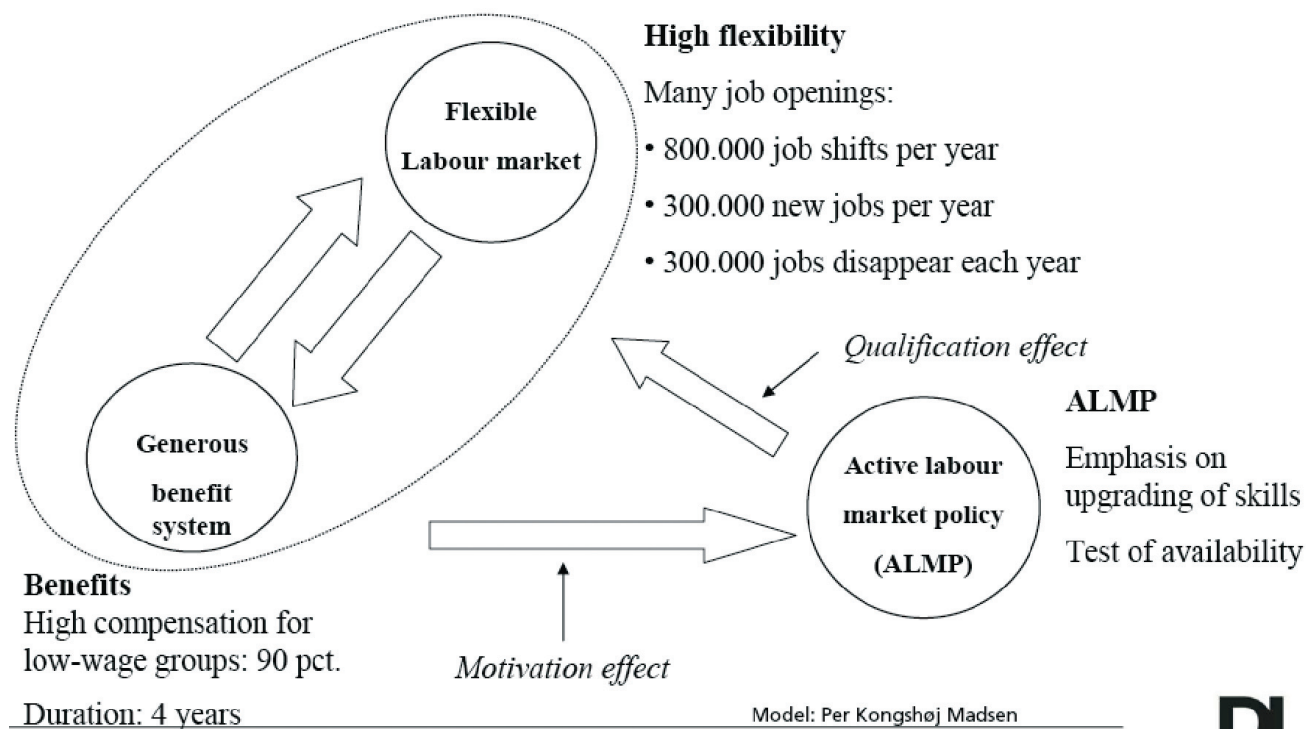 High flexibility
Many job openings:
• 800.000 job shifts per year
• 300.000 new jobs per year
• 300.000 jobs disappear each year
Flexible
Labour market
Generous
benefit
system
Qualification effect
Active labour
market policy
(ALMP)
ALMP
Emphasis on
upgrading of skills
Test of availability
Benefits
High compensation for
low-wage groups: 90 pct.
Duration: 4 years
Motivation effect
Model: Per Kongshøj Madsen